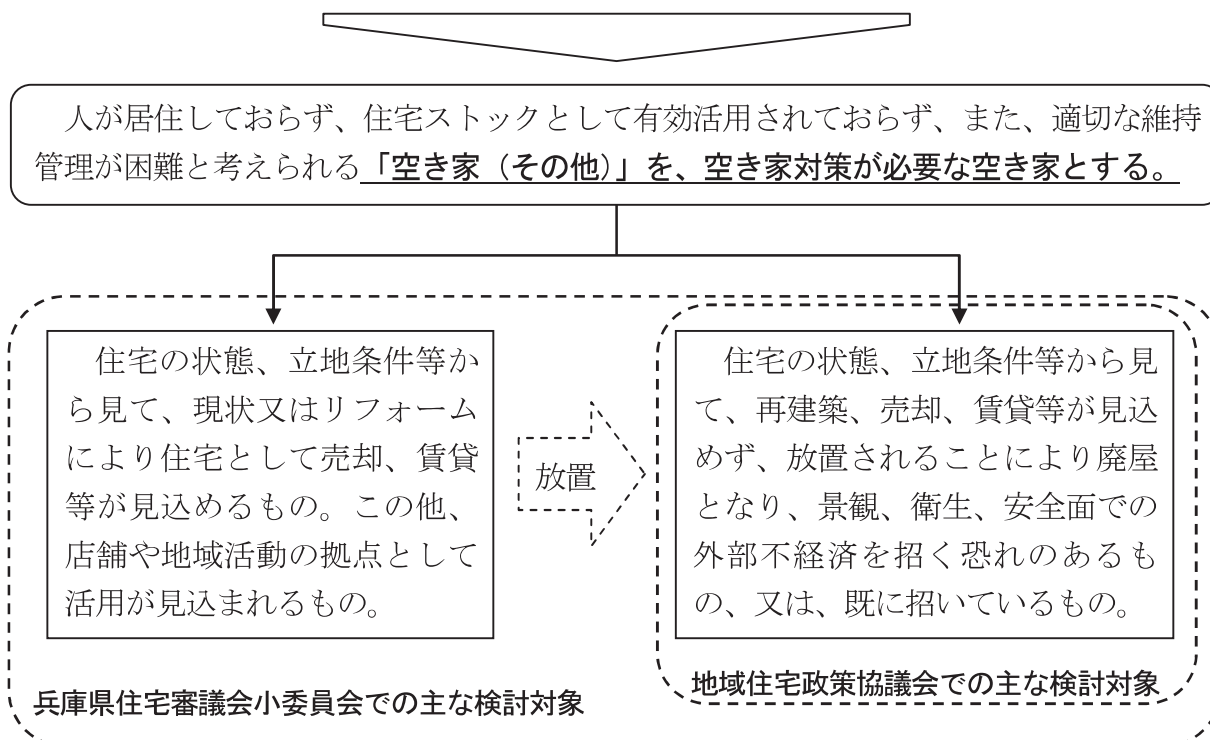 人が居住しておらず、住宅ストックとして有効活用されておらず、また、適切な維持
管理が困難と考えられる「空き家（その他）」を、空き家対策が必要な空き家とする。
住宅の状態、立地条件等か
ら見て、現状又はリフォーム
により住宅として売却、賃貸
等が見込めるもの。この他、
店舗や地域活動の拠点として
活用が見込まれるもの。
放置
住宅の状態、立地条件等から見
て、再建築、売却、賃貸等が見込
めず、放置されることにより廃屋
となり、景観、衛生、安全面での
外部不経済を招く恐れのあるも
の、又は、既に招いているもの。
兵庫県住宅審議会小委員会での主な検討対象
地域住宅政策協議会での主な検討対象